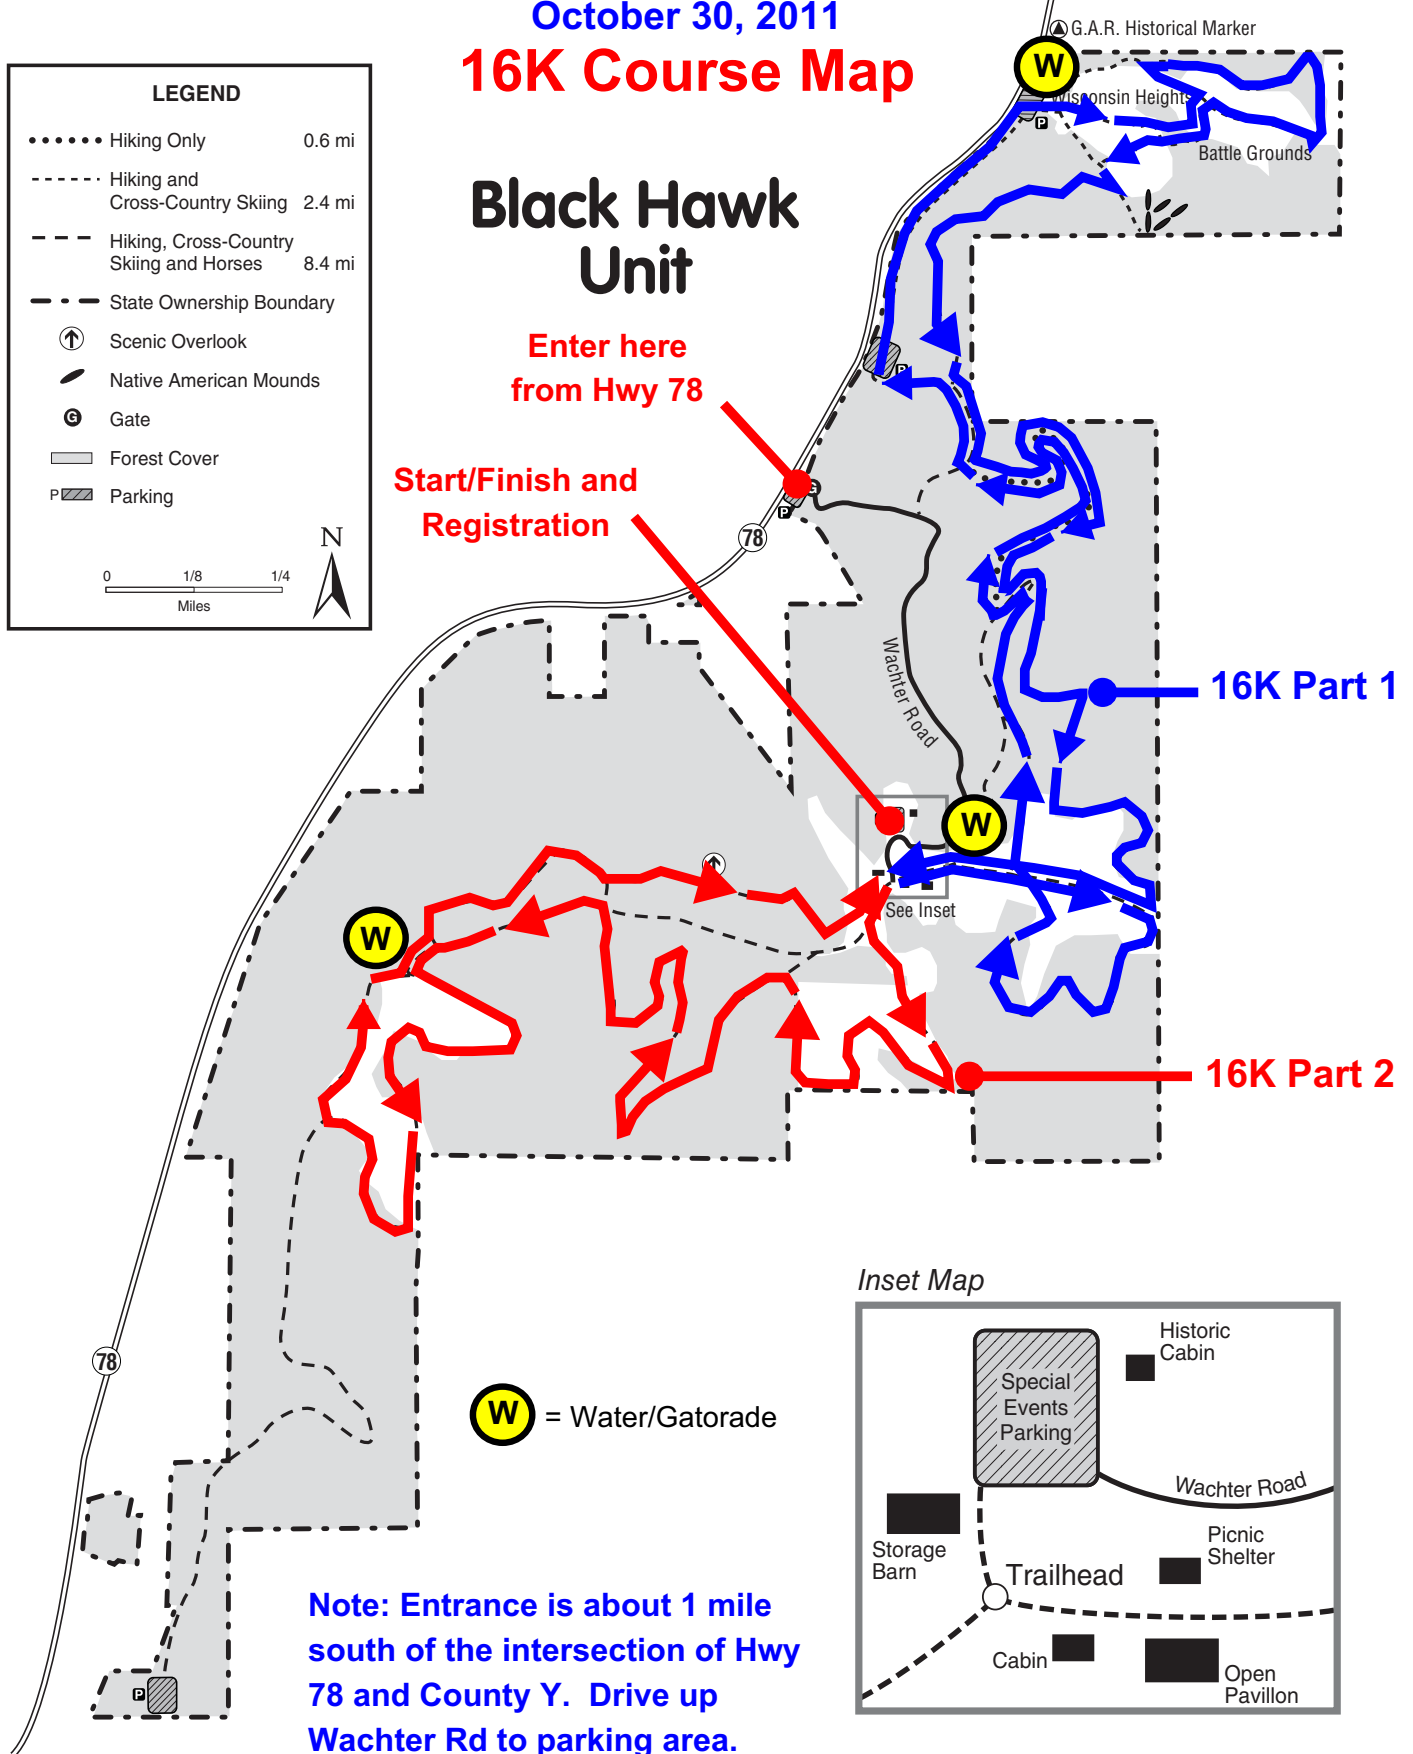 October 30, 2011
16K Course Map
G.A.R. Historical Marker
W
Wisconsin Heights
P
Battle Grounds
LEGEND
Hiking Only 0.6 mi
Hiking and
Cross-Country Skiing 2.4 mi
Hiking, Cross-Country
Skiing and Horses 8.4 mi
State Ownership Boundary
Scenic Overlook
Native American Mounds
G Gate
Forest Cover
P Parking
N
0 1/8 1/4
Miles
Black Hawk
Unit
Enter here
from Hwy 78
P
Start/Finish and
Registration
G
P
78
Wachter Road
16K Part 1
W
See Inset
W
16K Part 2
78
W = Water/Gatorade
P
Inset Map
Historic
Cabin
Special
Events
Parking
Wachter Road
Storage
Barn
Picnic
Shelter
Trailhead
Cabin
Open
Pavillon
Note: Entrance is about 1 mile
south of the intersection of Hwy
78 and County Y. Drive up
Wachter Rd to parking area.